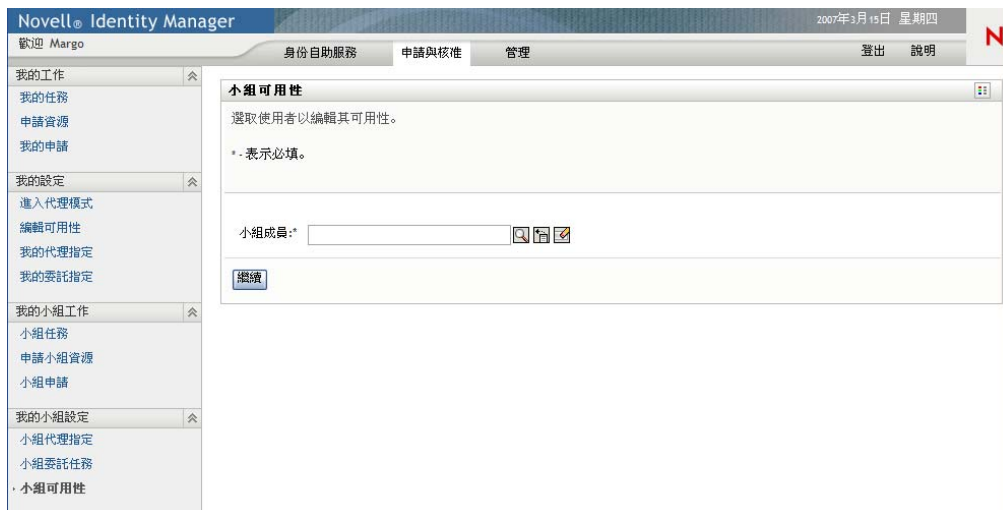 Novell® Identity Manager
2007年3月15日 星期四
歡迎 Margo
身份自助服務
申請與核准
管理
登出
說明
N
我的工作
我的任務
申請資源
我的申請
我的設定
進入代理模式
編輯可用性
我的代理指定
我的委託指定
我的小組工作
小組任務
申請小組資源
小組申請
我的小組設定
小組代理指定
小組委託任務
小組可用性
小組可用性
選取使用者以編輯其可用性。
* - 表示必填。
小組成員:*
繼續